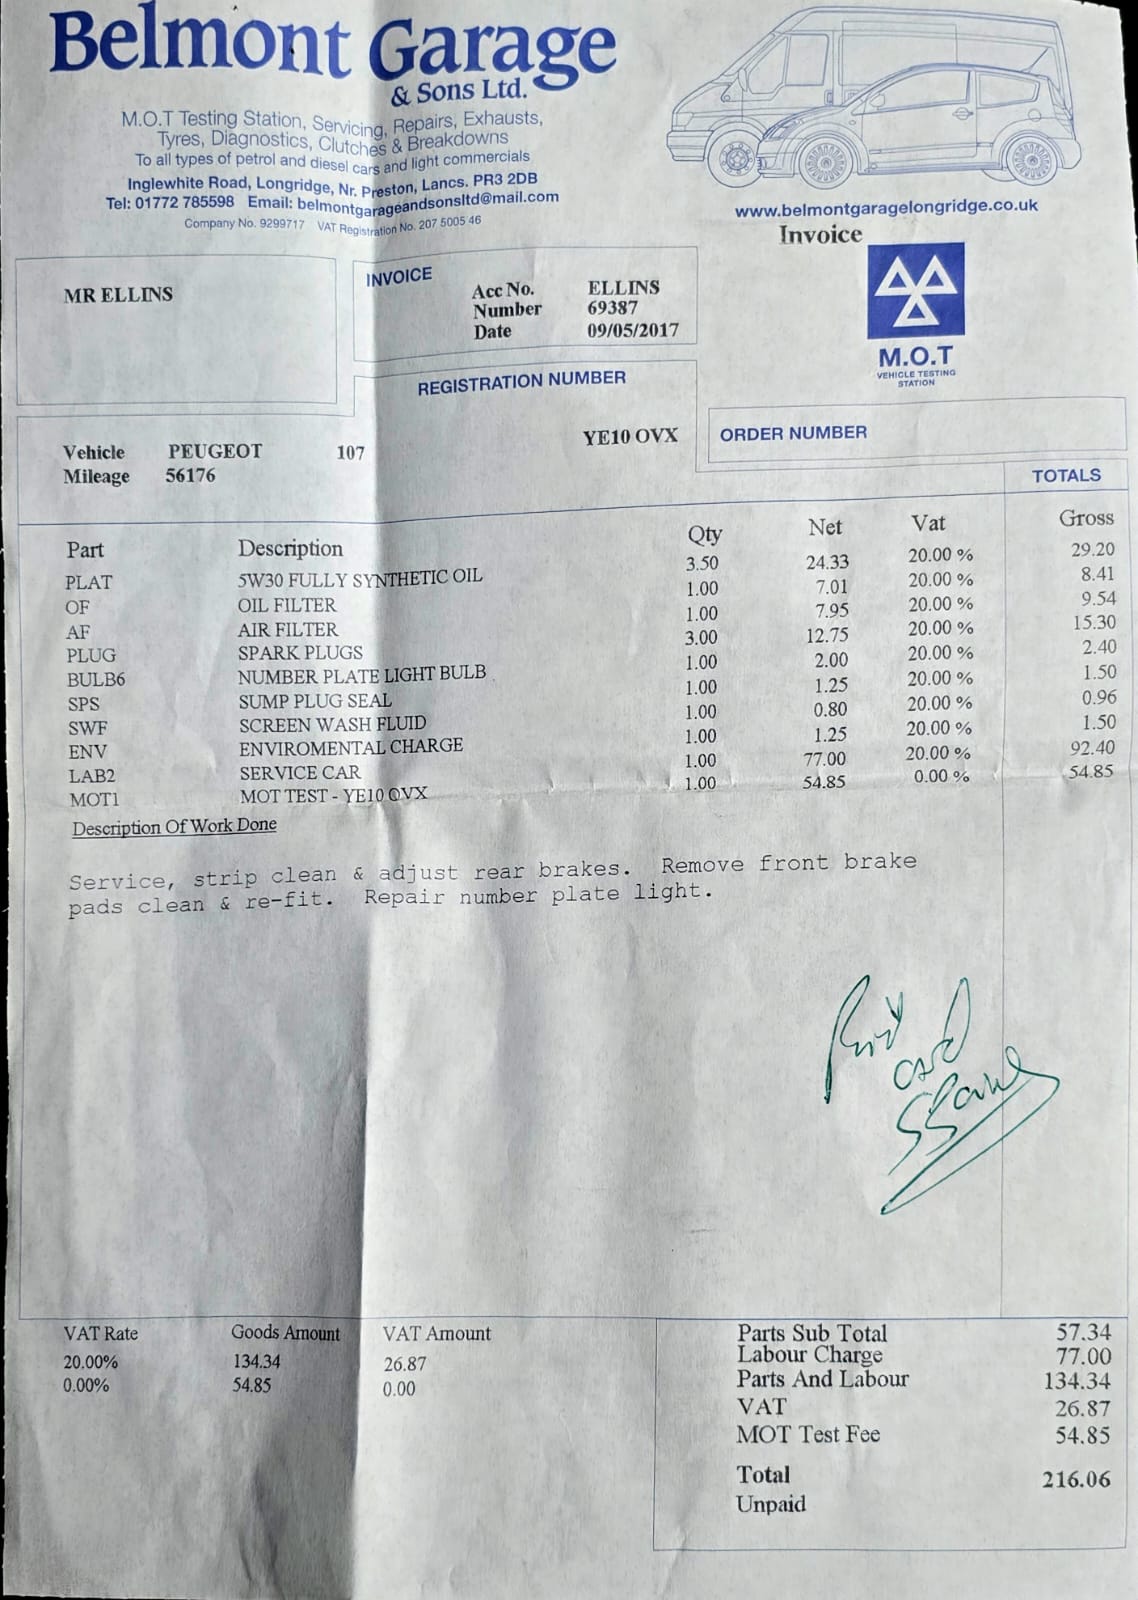 Belmont Garage
& Sons Ltd.
M.O.T Testing Station, Servicing, Repairs, Exhausts,
Tyres, Diagnostics, Clutches & Breakdowns
To all types of petrol and diesel cars and light commercials
Inglewhite Road, Longridge, Nr. Preston, Lancs. PR3 2DB
Tel: 01772 785598 Email: belmontgarageandsonsltd@mail.com
Company No. 9299717 VAT Registration No. 207 5005 46
www.belmontgaragelongridge.co.uk
Invoice
M.O.T
VEHICLE TESTING
STATION
MR ELLINS
INVOICE
Acc No. ELLINS
Number 69387
Date 09/05/2017
REGISTRATION NUMBER
YE10 OVX
ORDER NUMBER
Vehicle PEUGEOT 107
Mileage 56176
TOTALS
Part Description Qty Net Vat Gross
PLAT 5W30 FULLY SYNTHETIC OIL 3.50 24.33 20.00 % 29.20
OF OIL FILTER 1.00 7.01 20.00 % 8.41
AF AIR FILTER 1.00 7.95 20.00 % 9.54
PLUG SPARK PLUGS 3.00 12.75 20.00 % 15.30
BULB6 NUMBER PLATE LIGHT BULB 1.00 2.00 20.00 % 2.40
SPS SUMP PLUG SEAL 1.00 1.25 20.00 % 1.50
SWF SCREEN WASH FLUID 1.00 0.80 20.00 % 0.96
ENV ENVIROMENTAL CHARGE 1.00 1.25 20.00 % 1.50
LAB2 SERVICE CAR 1.00 77.00 20.00 % 92.40
MOT1 MOT TEST - YE10 OVX 1.00 54.85 0.00 % 54.85
Description Of Work Done
Service, strip clean & adjust rear brakes. Remove front brake
pads clean & re-fit. Repair number plate light.
Paid
card
VAT Rate Goods Amount VAT Amount
20.00% 134.34 26.87
0.00% 54.85 0.00
Parts Sub Total 57.34
Labour Charge 77.00
Parts And Labour 134.34
VAT 26.87
MOT Test Fee 54.85
Total 216.06
Unpaid